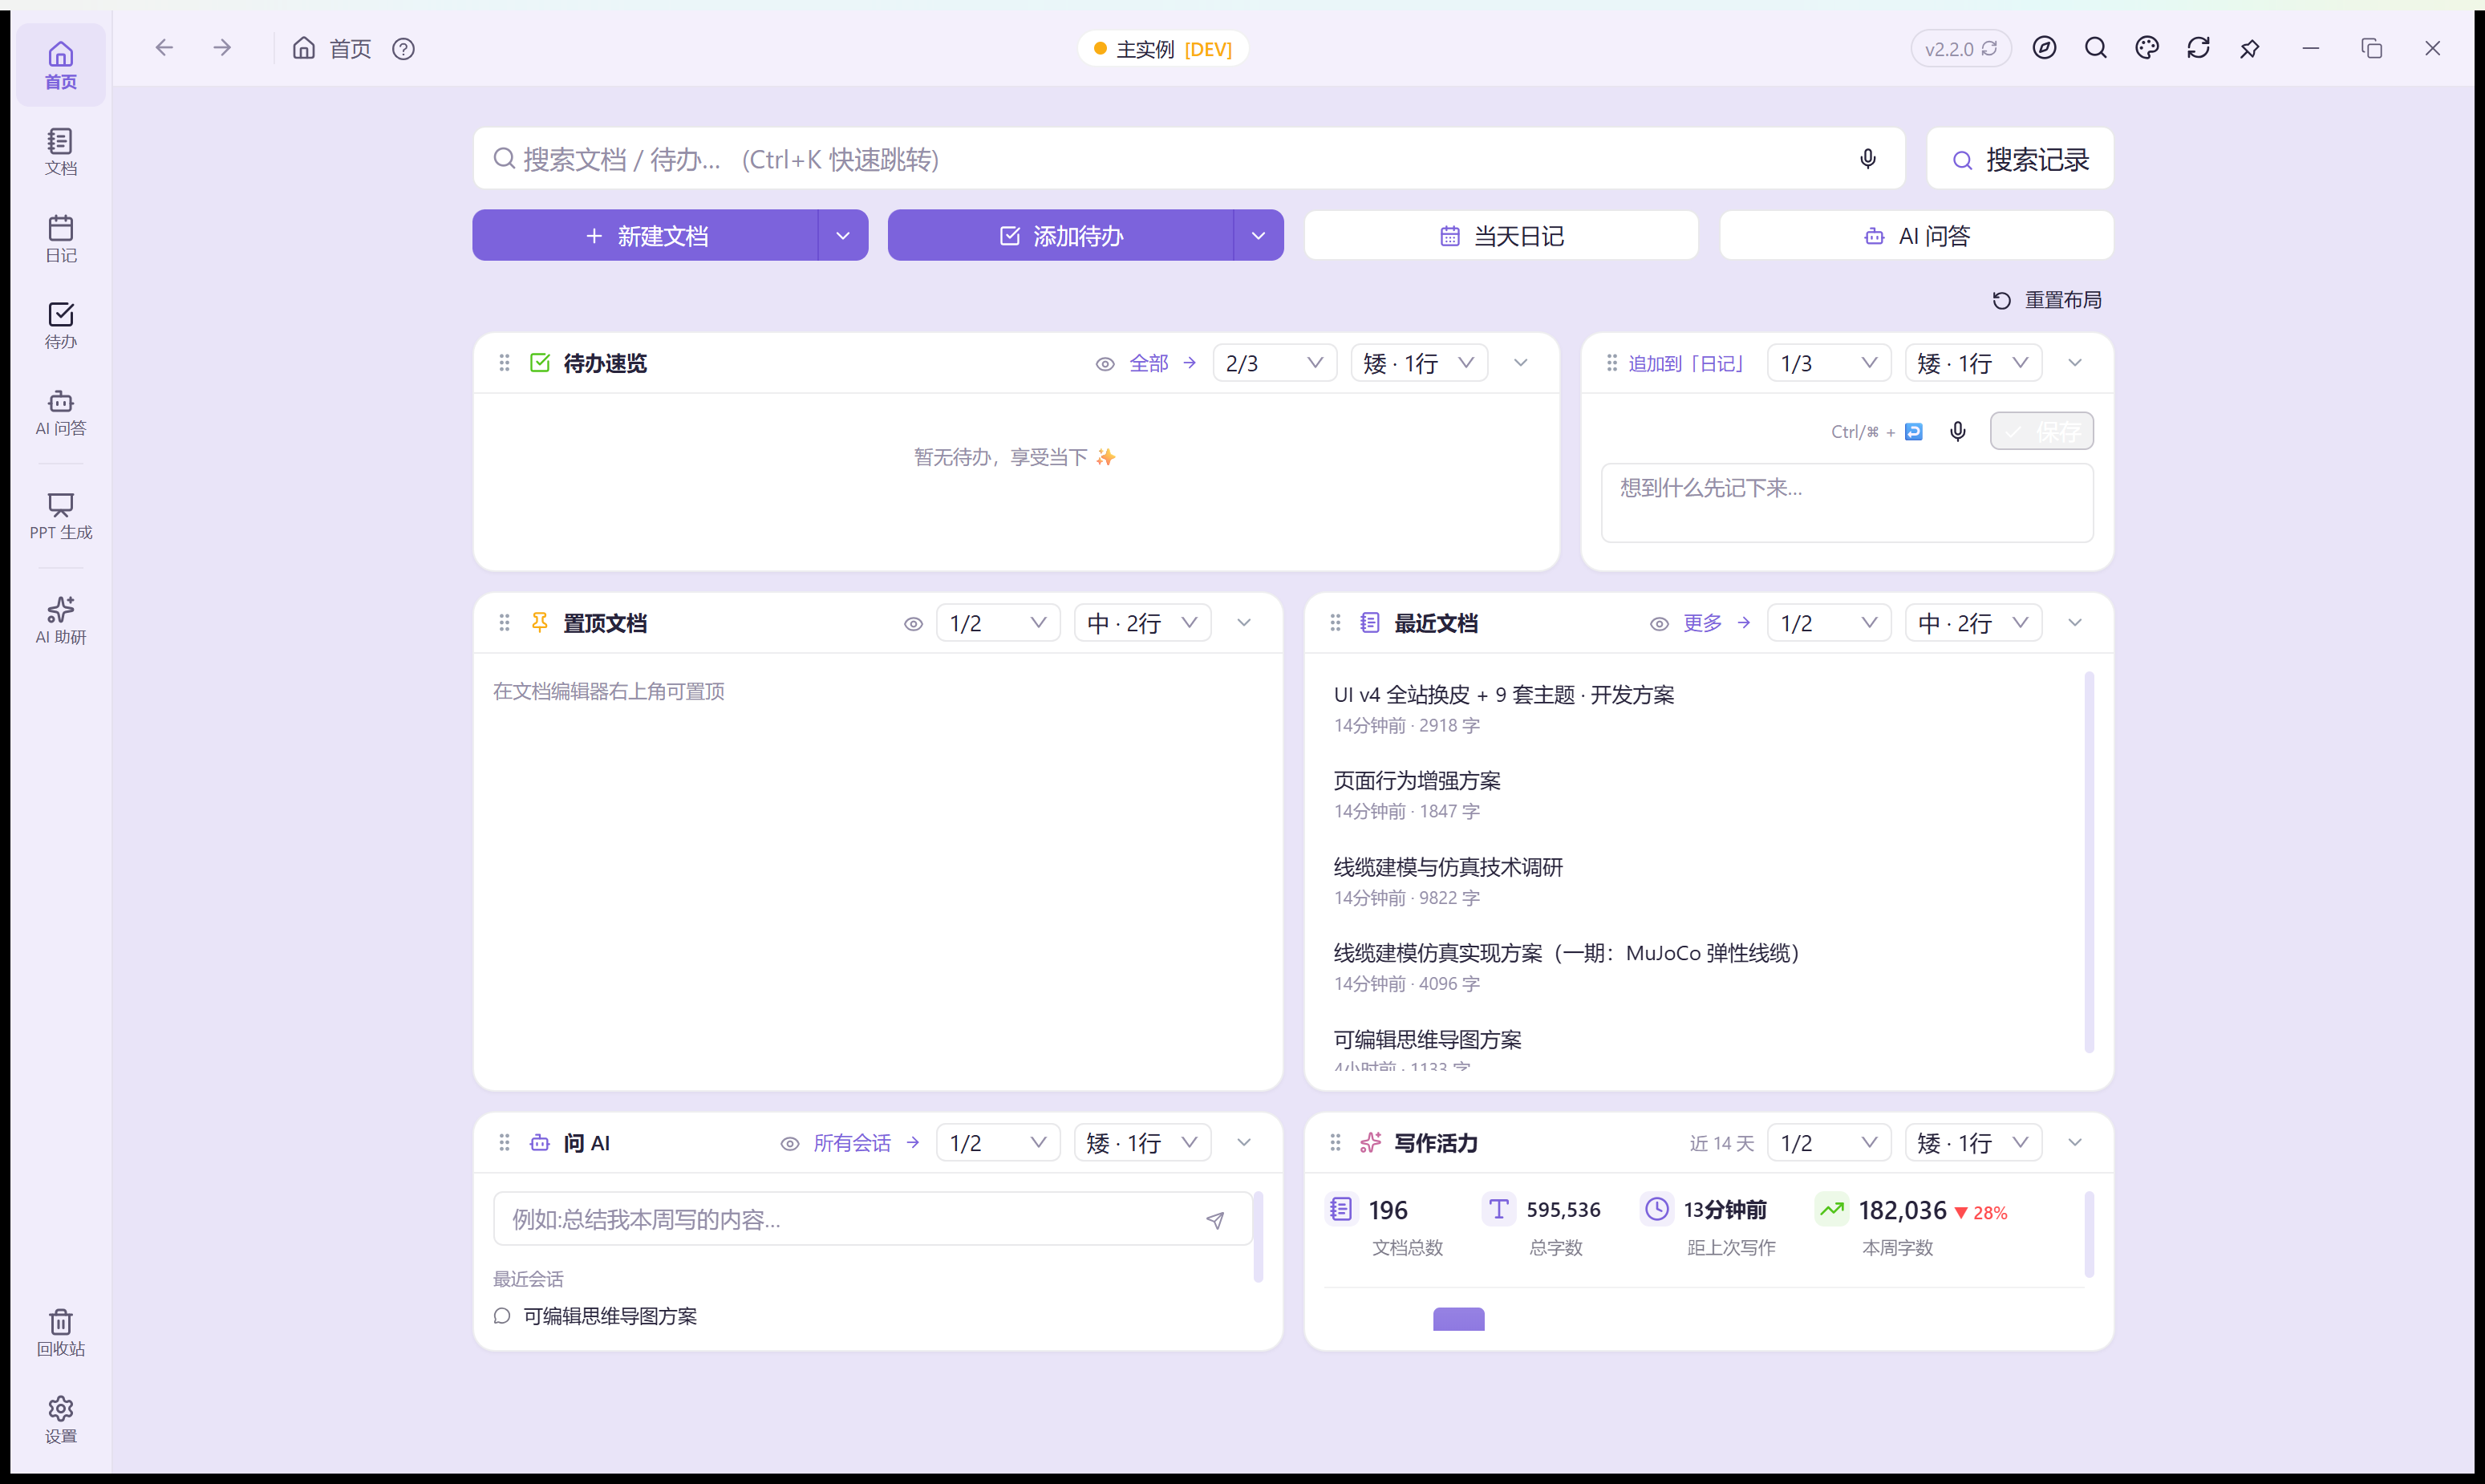 首页
文档
日记
待办
AI 问答
PPT 生成
AI 助研
回收站
设置
首页
主实例 [DEV]
v2.2.0
搜索文档 / 待办... (Ctrl+K 快速跳转)
搜索记录
新建文档
添加待办
当天日记
AI 问答
重置布局
待办速览
全部 →
2/3
矮 · 1行
暂无待办，享受当下 ✨
追加到「日记」
1/3
矮 · 1行
Ctrl/⌘ + ↩
保存
想到什么先记下来...
置顶文档
1/2
中 · 2行
在文档编辑器右上角可置顶
最近文档
更多 →
1/2
中 · 2行
UI v4 全站换皮 + 9 套主题 · 开发方案
14分钟前 · 2918 字
页面行为增强方案
14分钟前 · 1847 字
线缆建模与仿真技术调研
14分钟前 · 9822 字
线缆建模仿真实现方案（一期：MuJoCo 弹性线缆）
14分钟前 · 4096 字
可编辑思维导图方案
4小时前 · 1133 字
问 AI
所有会话 →
1/2
矮 · 1行
例如:总结我本周写的内容...
最近会话
可编辑思维导图方案
写作活力
近 14 天
1/2
矮 · 1行
196
文档总数
595,536
总字数
13分钟前
距上次写作
182,036 ▼ 28%
本周字数